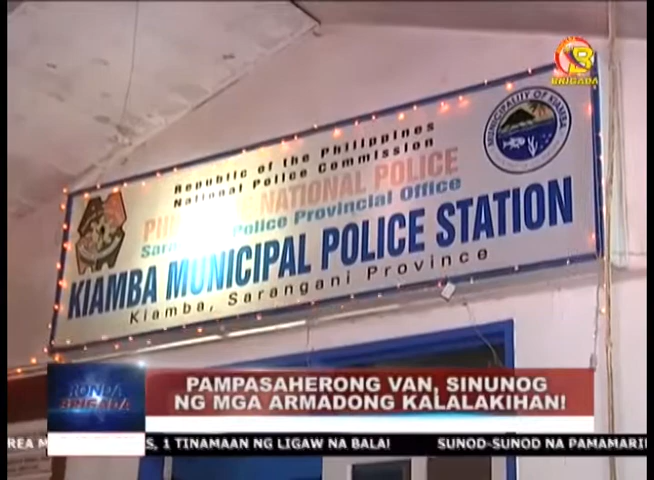 BRIGADA
Republic of the Philippines
National Police Commission
NATIONAL POLICE
Police Provincial Office
KIAMBA MUNICIPAL POLICE STATION
Kiamba, Sarangani Province
MUNICIPALITY OF KIAMBA
RONDA
BRIGADA
PAMPASAHERONG VAN, SINUNOG
NG MGA ARMADONG KALALAKIHAN!
S, 1 TINAMAAN NG LIGAW NA BALA! SUNOD-SUNOD NA PAMAMARI